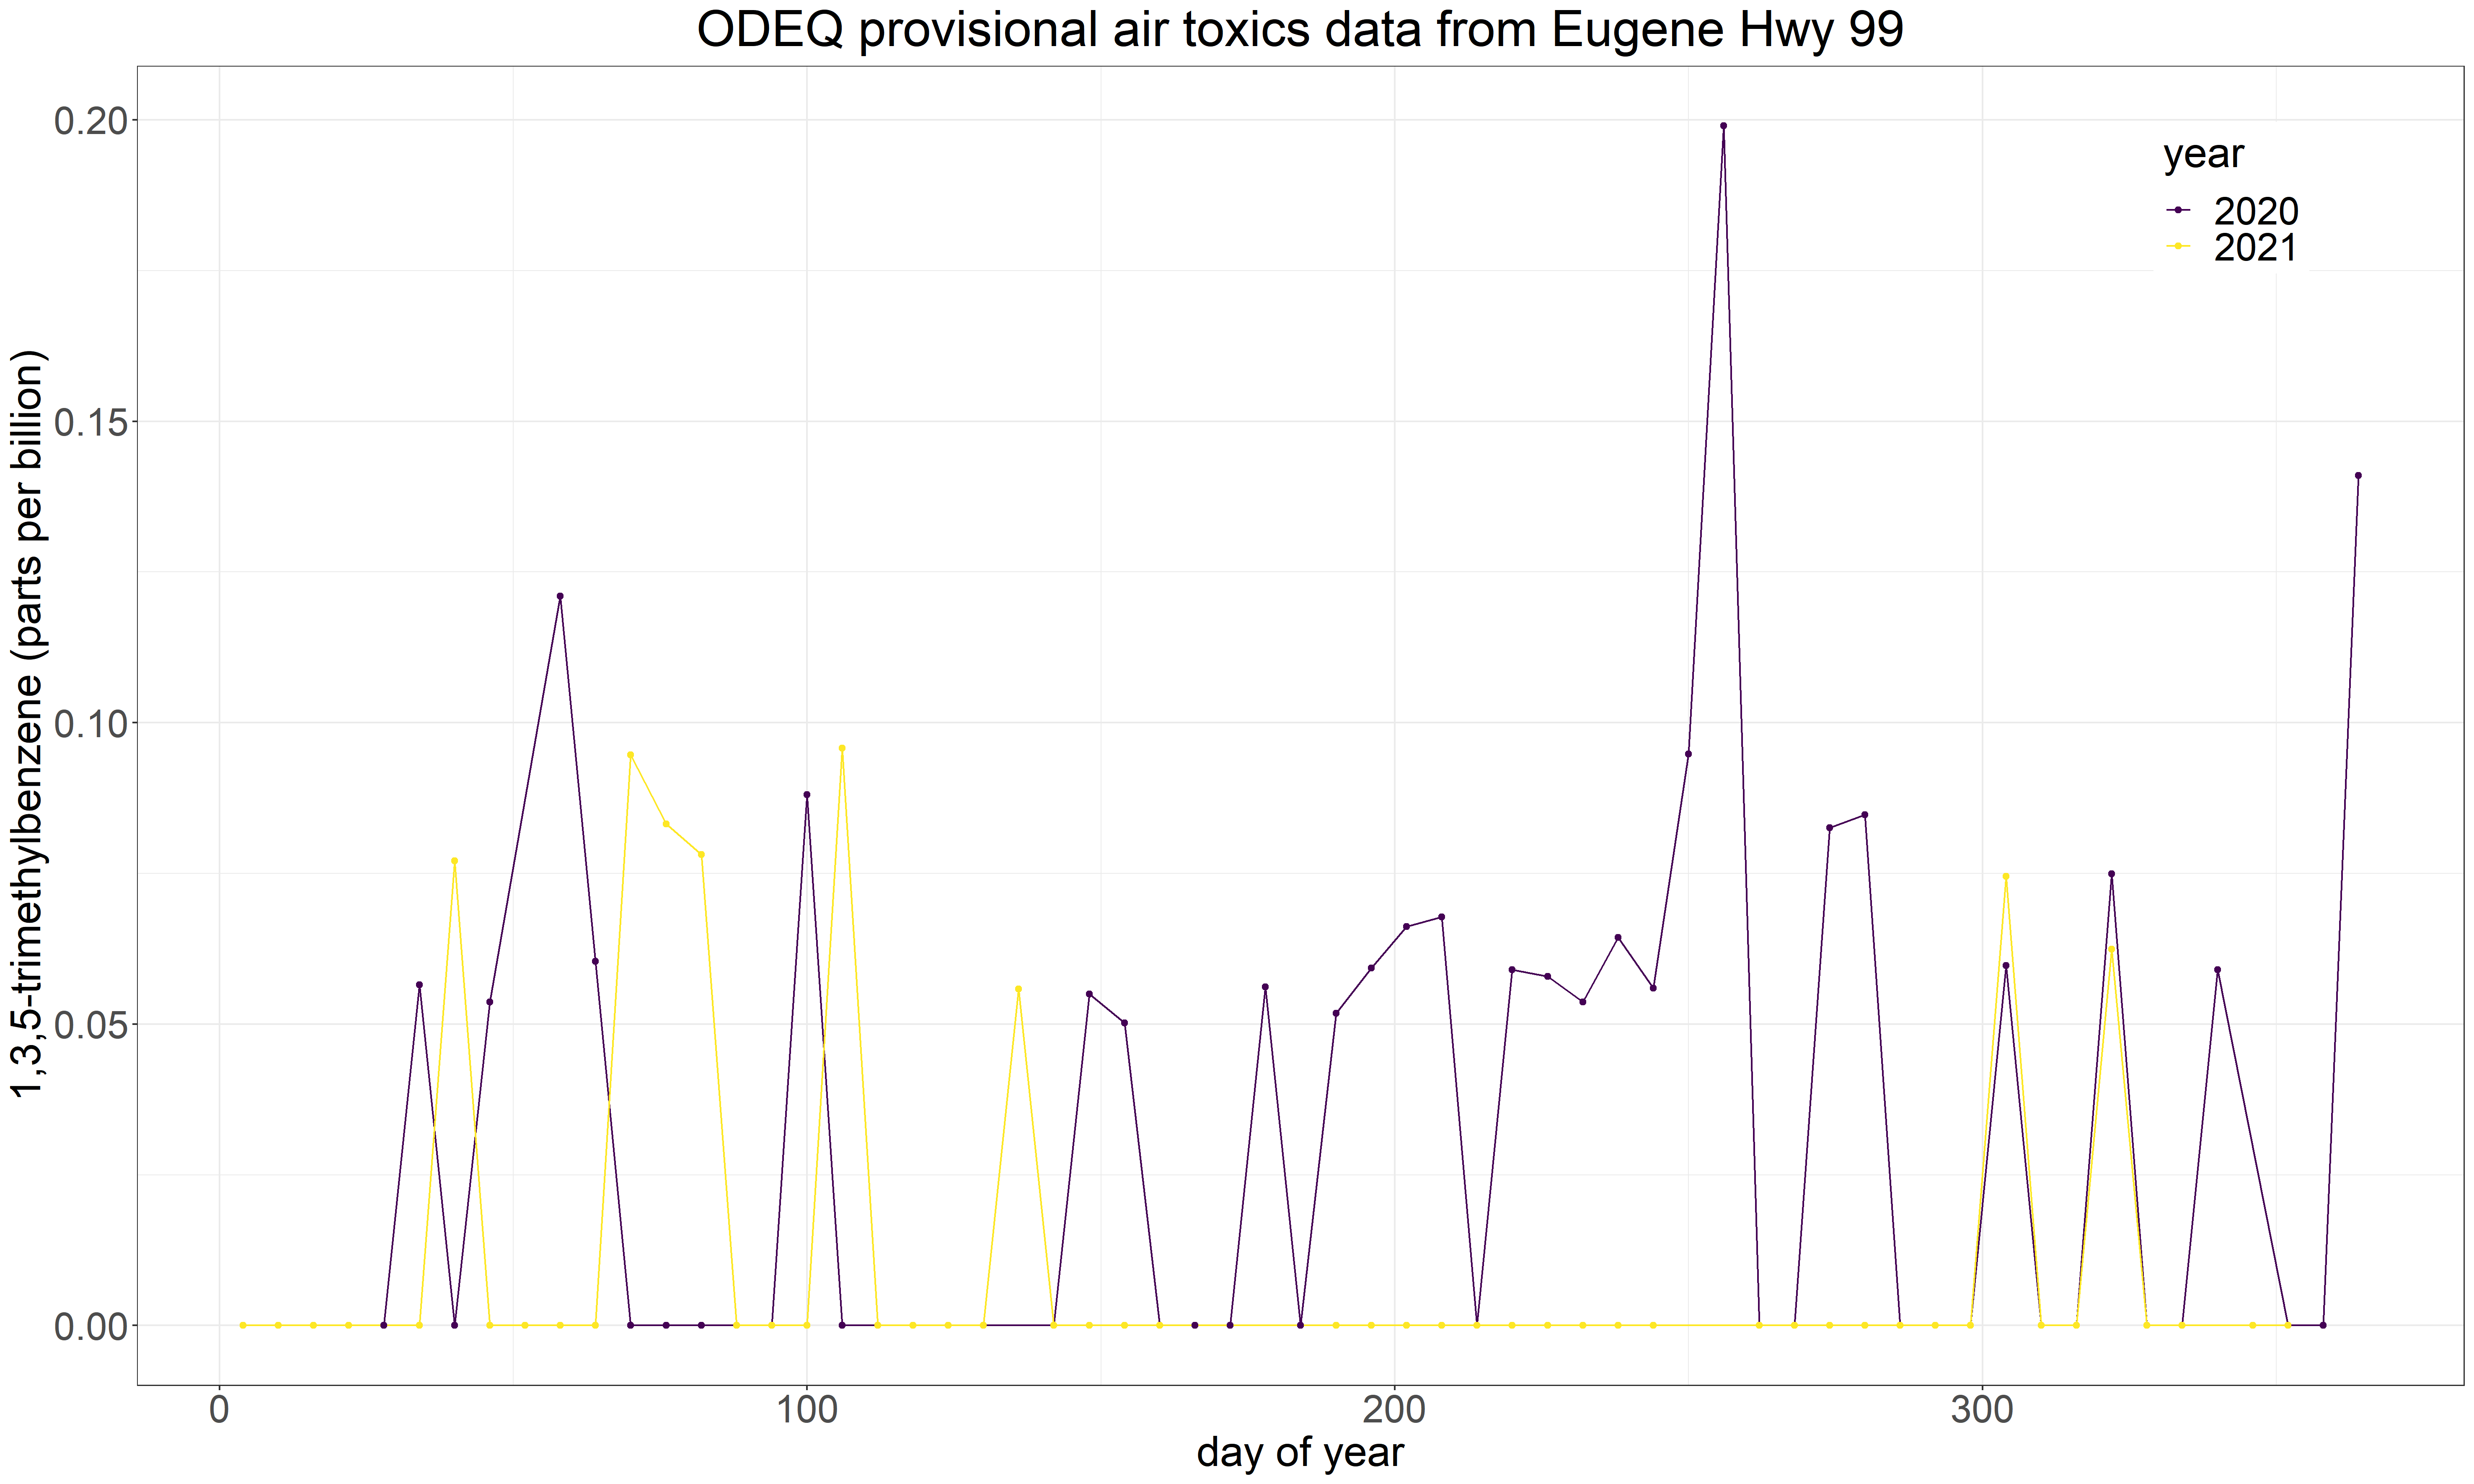 ODEQ provisional air toxics data from Eugene Hwy 99
1,3,5-trimethylbenzene (parts per billion)
0.20
0.15
0.10
0.05
0.00
year
2020
2021
0
100
200
300
day of year